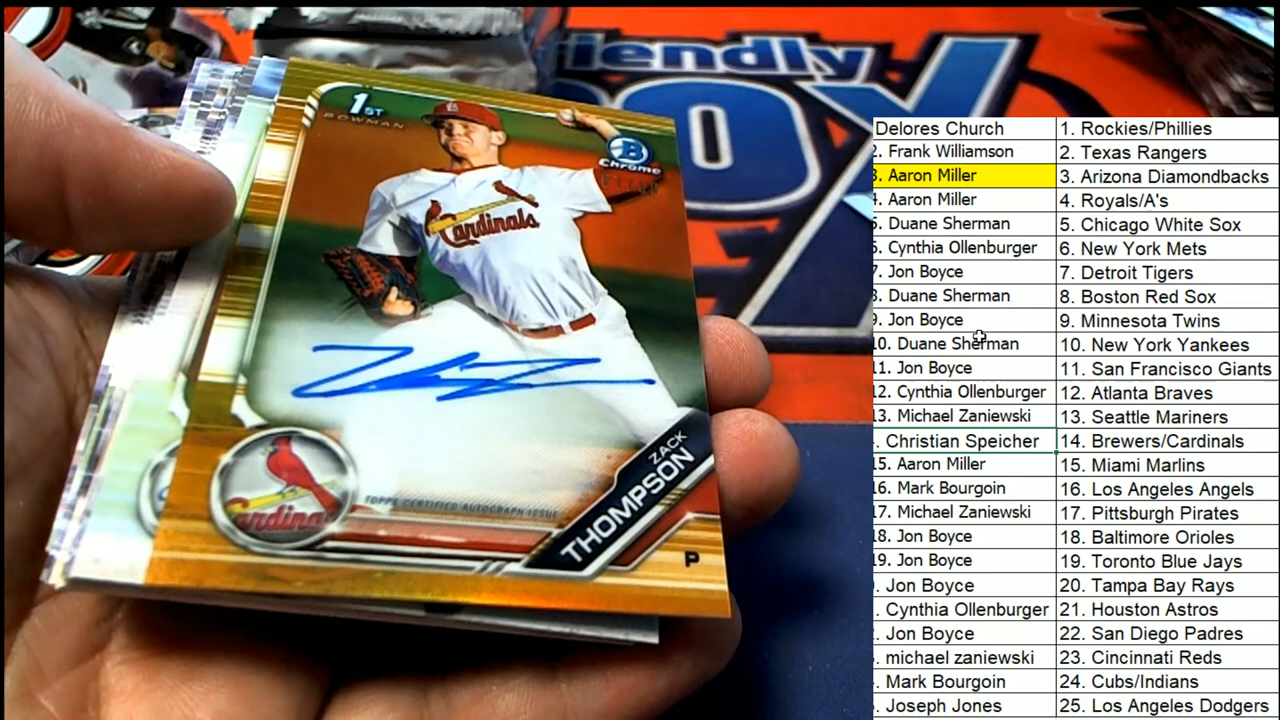 iendly
OX
1ST
BOWMAN
B
Chrome
Cardinals
TOPPS CERTIFIED AUTOGRAPH ISSUE
ZACK
THOMPSON
P
Delores Church 1. Rockies/Phillies
2. Frank Williamson 2. Texas Rangers
3. Aaron Miller 3. Arizona Diamondbacks
4. Aaron Miller 4. Royals/A's
5. Duane Sherman 5. Chicago White Sox
6. Cynthia Ollenburger 6. New York Mets
7. Jon Boyce 7. Detroit Tigers
8. Duane Sherman 8. Boston Red Sox
9. Jon Boyce 9. Minnesota Twins
10. Duane Sherman 10. New York Yankees
11. Jon Boyce 11. San Francisco Giants
12. Cynthia Ollenburger 12. Atlanta Braves
13. Michael Zaniewski 13. Seattle Mariners
. Christian Speicher 14. Brewers/Cardinals
15. Aaron Miller 15. Miami Marlins
16. Mark Bourgoin 16. Los Angeles Angels
17. Michael Zaniewski 17. Pittsburgh Pirates
18. Jon Boyce 18. Baltimore Orioles
19. Jon Boyce 19. Toronto Blue Jays
. Jon Boyce 20. Tampa Bay Rays
. Cynthia Ollenburger 21. Houston Astros
. Jon Boyce 22. San Diego Padres
. michael zaniewski 23. Cincinnati Reds
. Mark Bourgoin 24. Cubs/Indians
. Joseph Jones 25. Los Angeles Dodgers